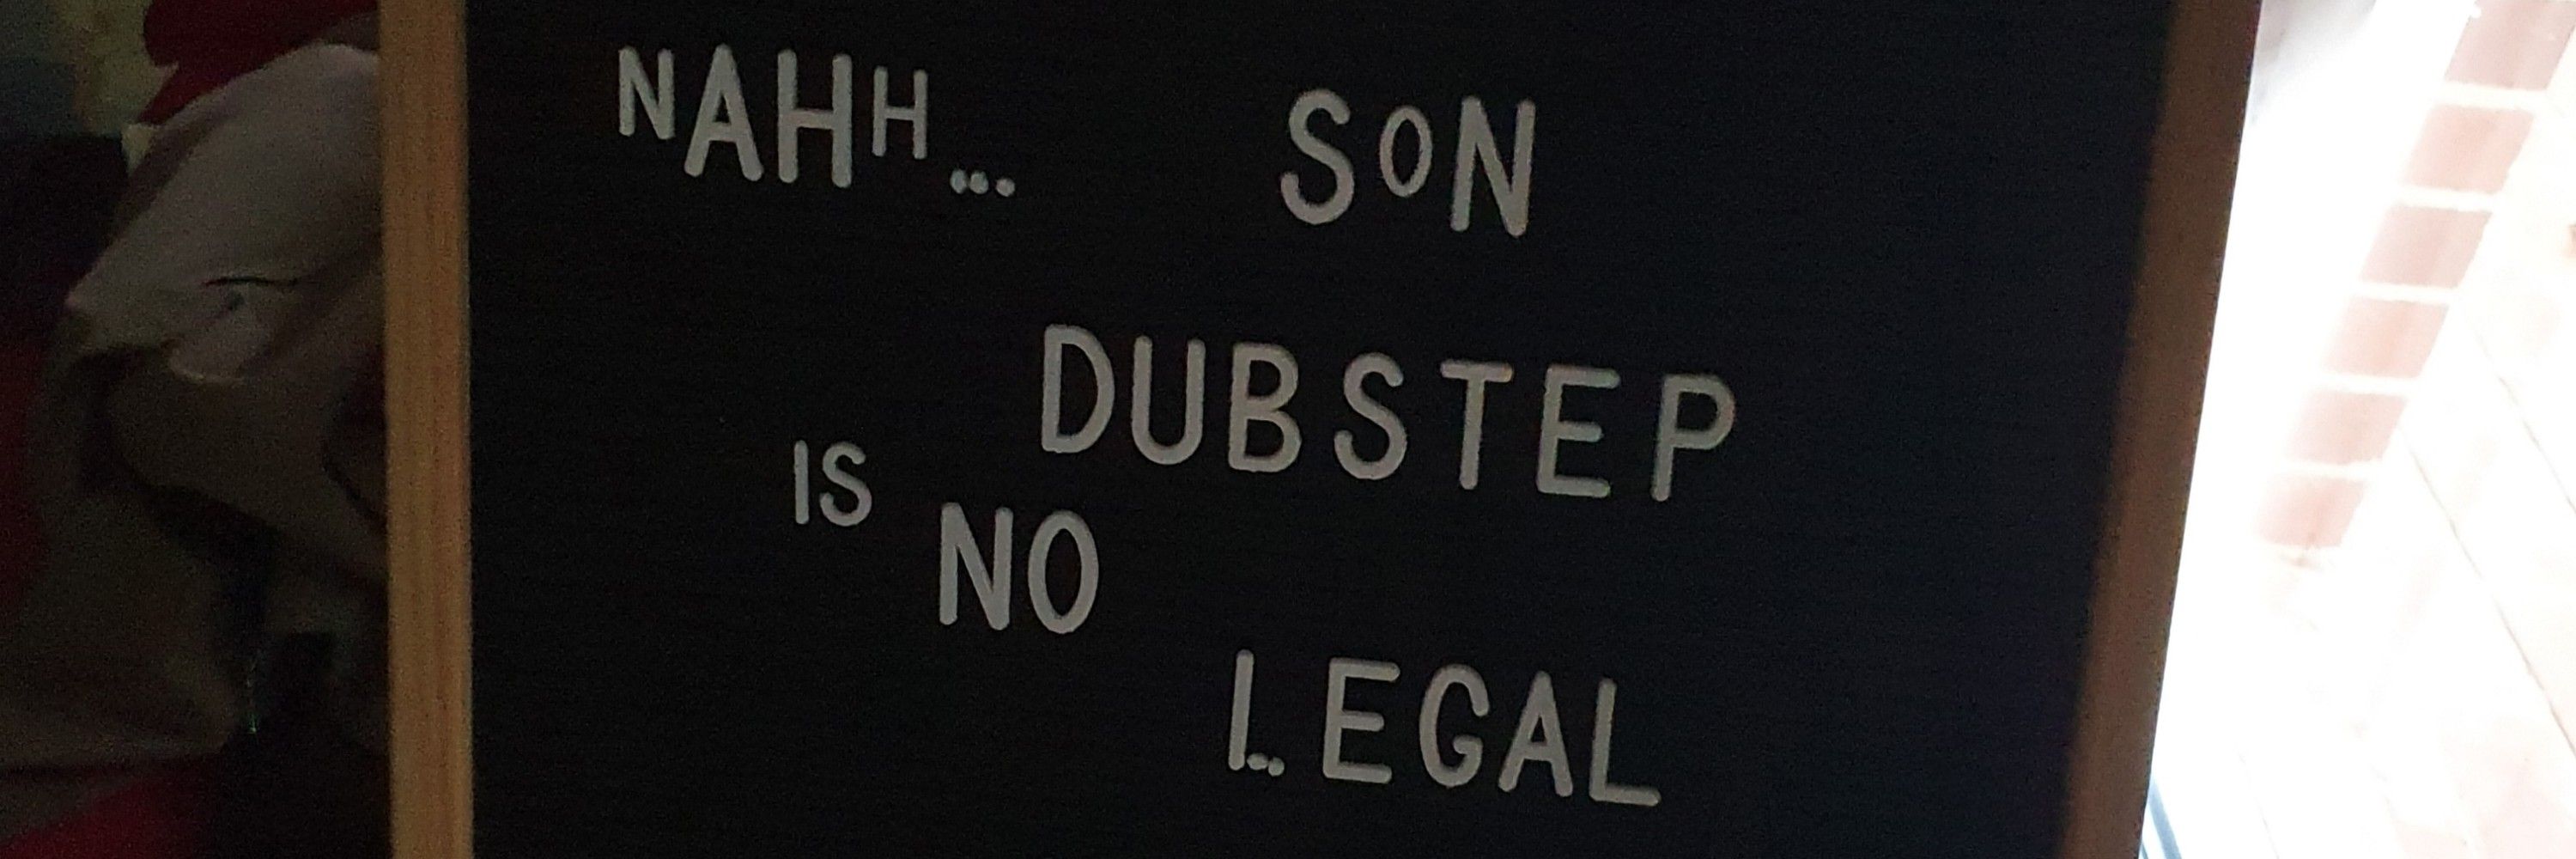 NAHH... SON
DUBSTEP
IS NO
LEGAL